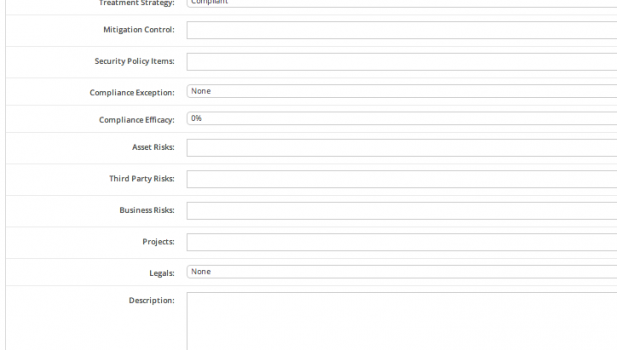 Treatment Strategy: Compliant
Mitigation Control:
Security Policy Items:
Compliance Exception: None
Compliance Efficacy: 0%
Asset Risks:
Third Party Risks:
Business Risks:
Projects:
Legals: None
Description: